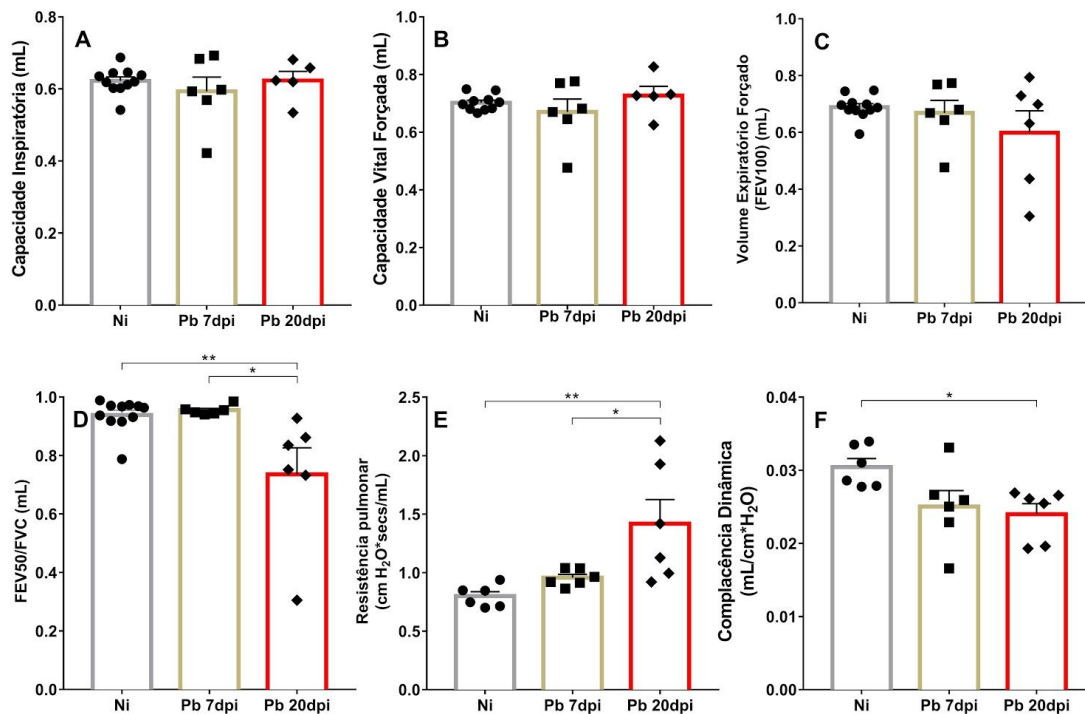 A
Capacidade Inspiratória (mL)
0.8
0.6
0.4
0.2
0.0
Ni
Pb 7dpi
Pb 20dpi
B
Capacidade Vital Forçada (mL)
1.0
0.8
0.6
0.4
0.2
0.0
Ni
Pb 7dpi
Pb 20dpi
C
Volume Expiratório Forçado
(FEV100) (mL)
1.0
0.8
0.6
0.4
0.2
0.0
Ni
Pb 7dpi
Pb 20dpi
D
FEV50/FVC (mL)
**
*
1.0
0.8
0.6
0.4
0.2
0.0
Ni
Pb 7dpi
Pb 20dpi
E
Resistência pulmonar
(cm H₂O*secs/mL)
**
*
2.5
2.0
1.5
1.0
0.5
0.0
Ni
Pb 7dpi
Pb 20dpi
F
Complacência Dinâmica
(mL/cm*H₂O)
*
0.04
0.03
0.02
0.01
0.00
Ni
Pb 7dpi
Pb 20dpi